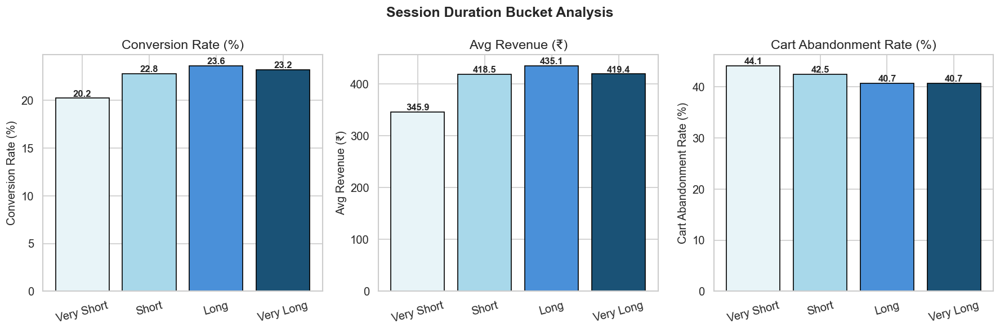 Session Duration Bucket Analysis
Conversion Rate (%)
Conversion Rate (%)
20
15
10
5
0
20.2
22.8
23.6
23.2
Very Short
Short
Long
Very Long
Avg Revenue (₹)
Avg Revenue (₹)
400
300
200
100
0
345.9
418.5
435.1
419.4
Very Short
Short
Long
Very Long
Cart Abandonment Rate (%)
Cart Abandonment Rate (%)
40
30
20
10
0
44.1
42.5
40.7
40.7
Very Short
Short
Long
Very Long